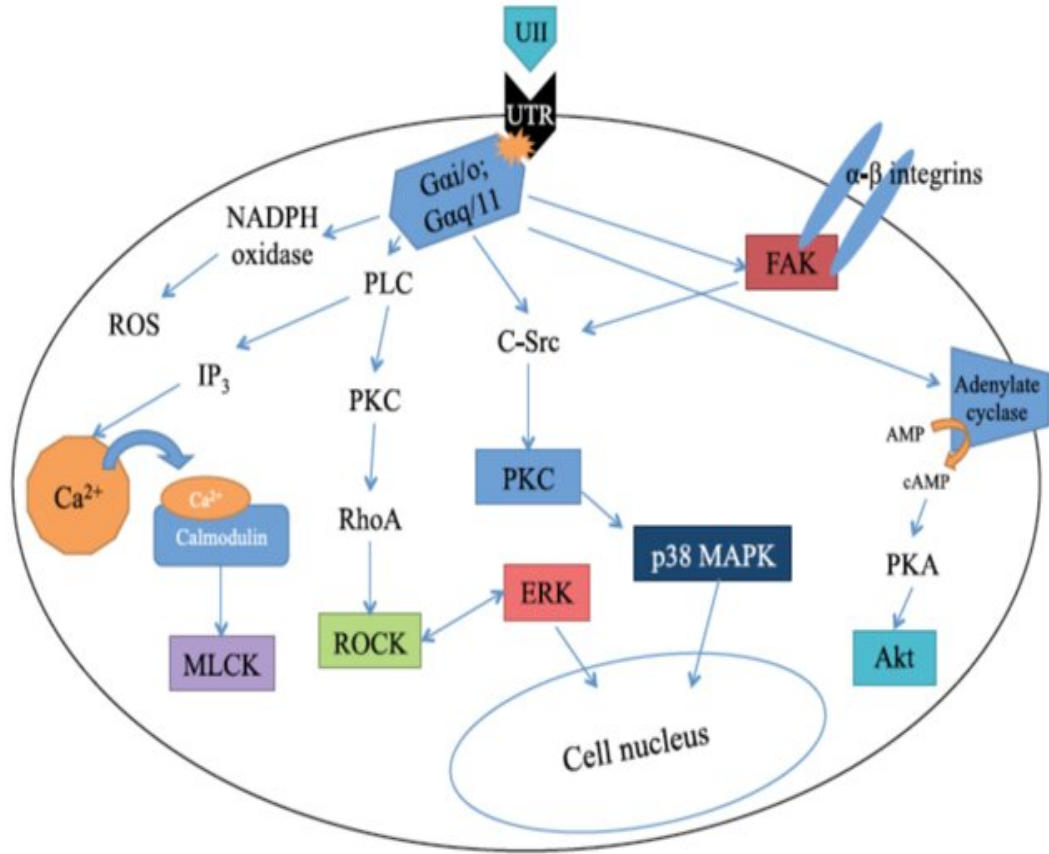 UII
UTR
Gαi/o;
Gαq/11
α-β integrins
NADPH
oxidase
FAK
PLC
ROS
C-Src
IP₃
Adenylate
cyclase
PKC
AMP
Ca²⁺
PKC
cAMP
Ca²⁺
Calmodulin
RhoA
p38 MAPK
PKA
ERK
ROCK
MLCK
Akt
Cell nucleus